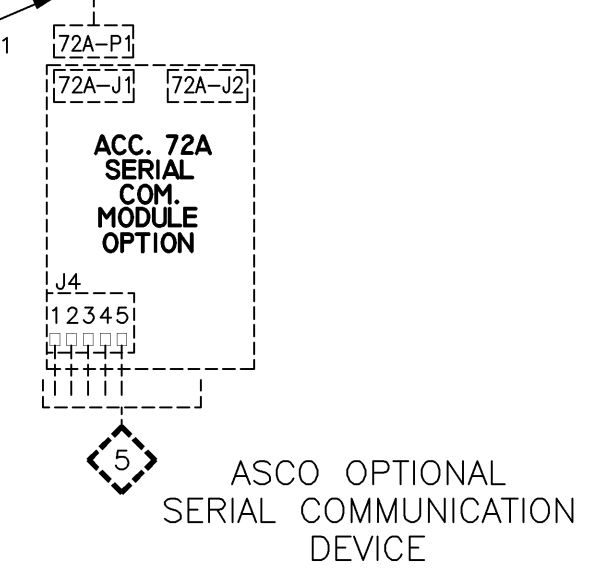 1
72A-P1
72A-J1 72A-J2
ACC. 72A
SERIAL
COM.
MODULE
OPTION
J4
12345
5
ASCO OPTIONAL
SERIAL COMMUNICATION
DEVICE